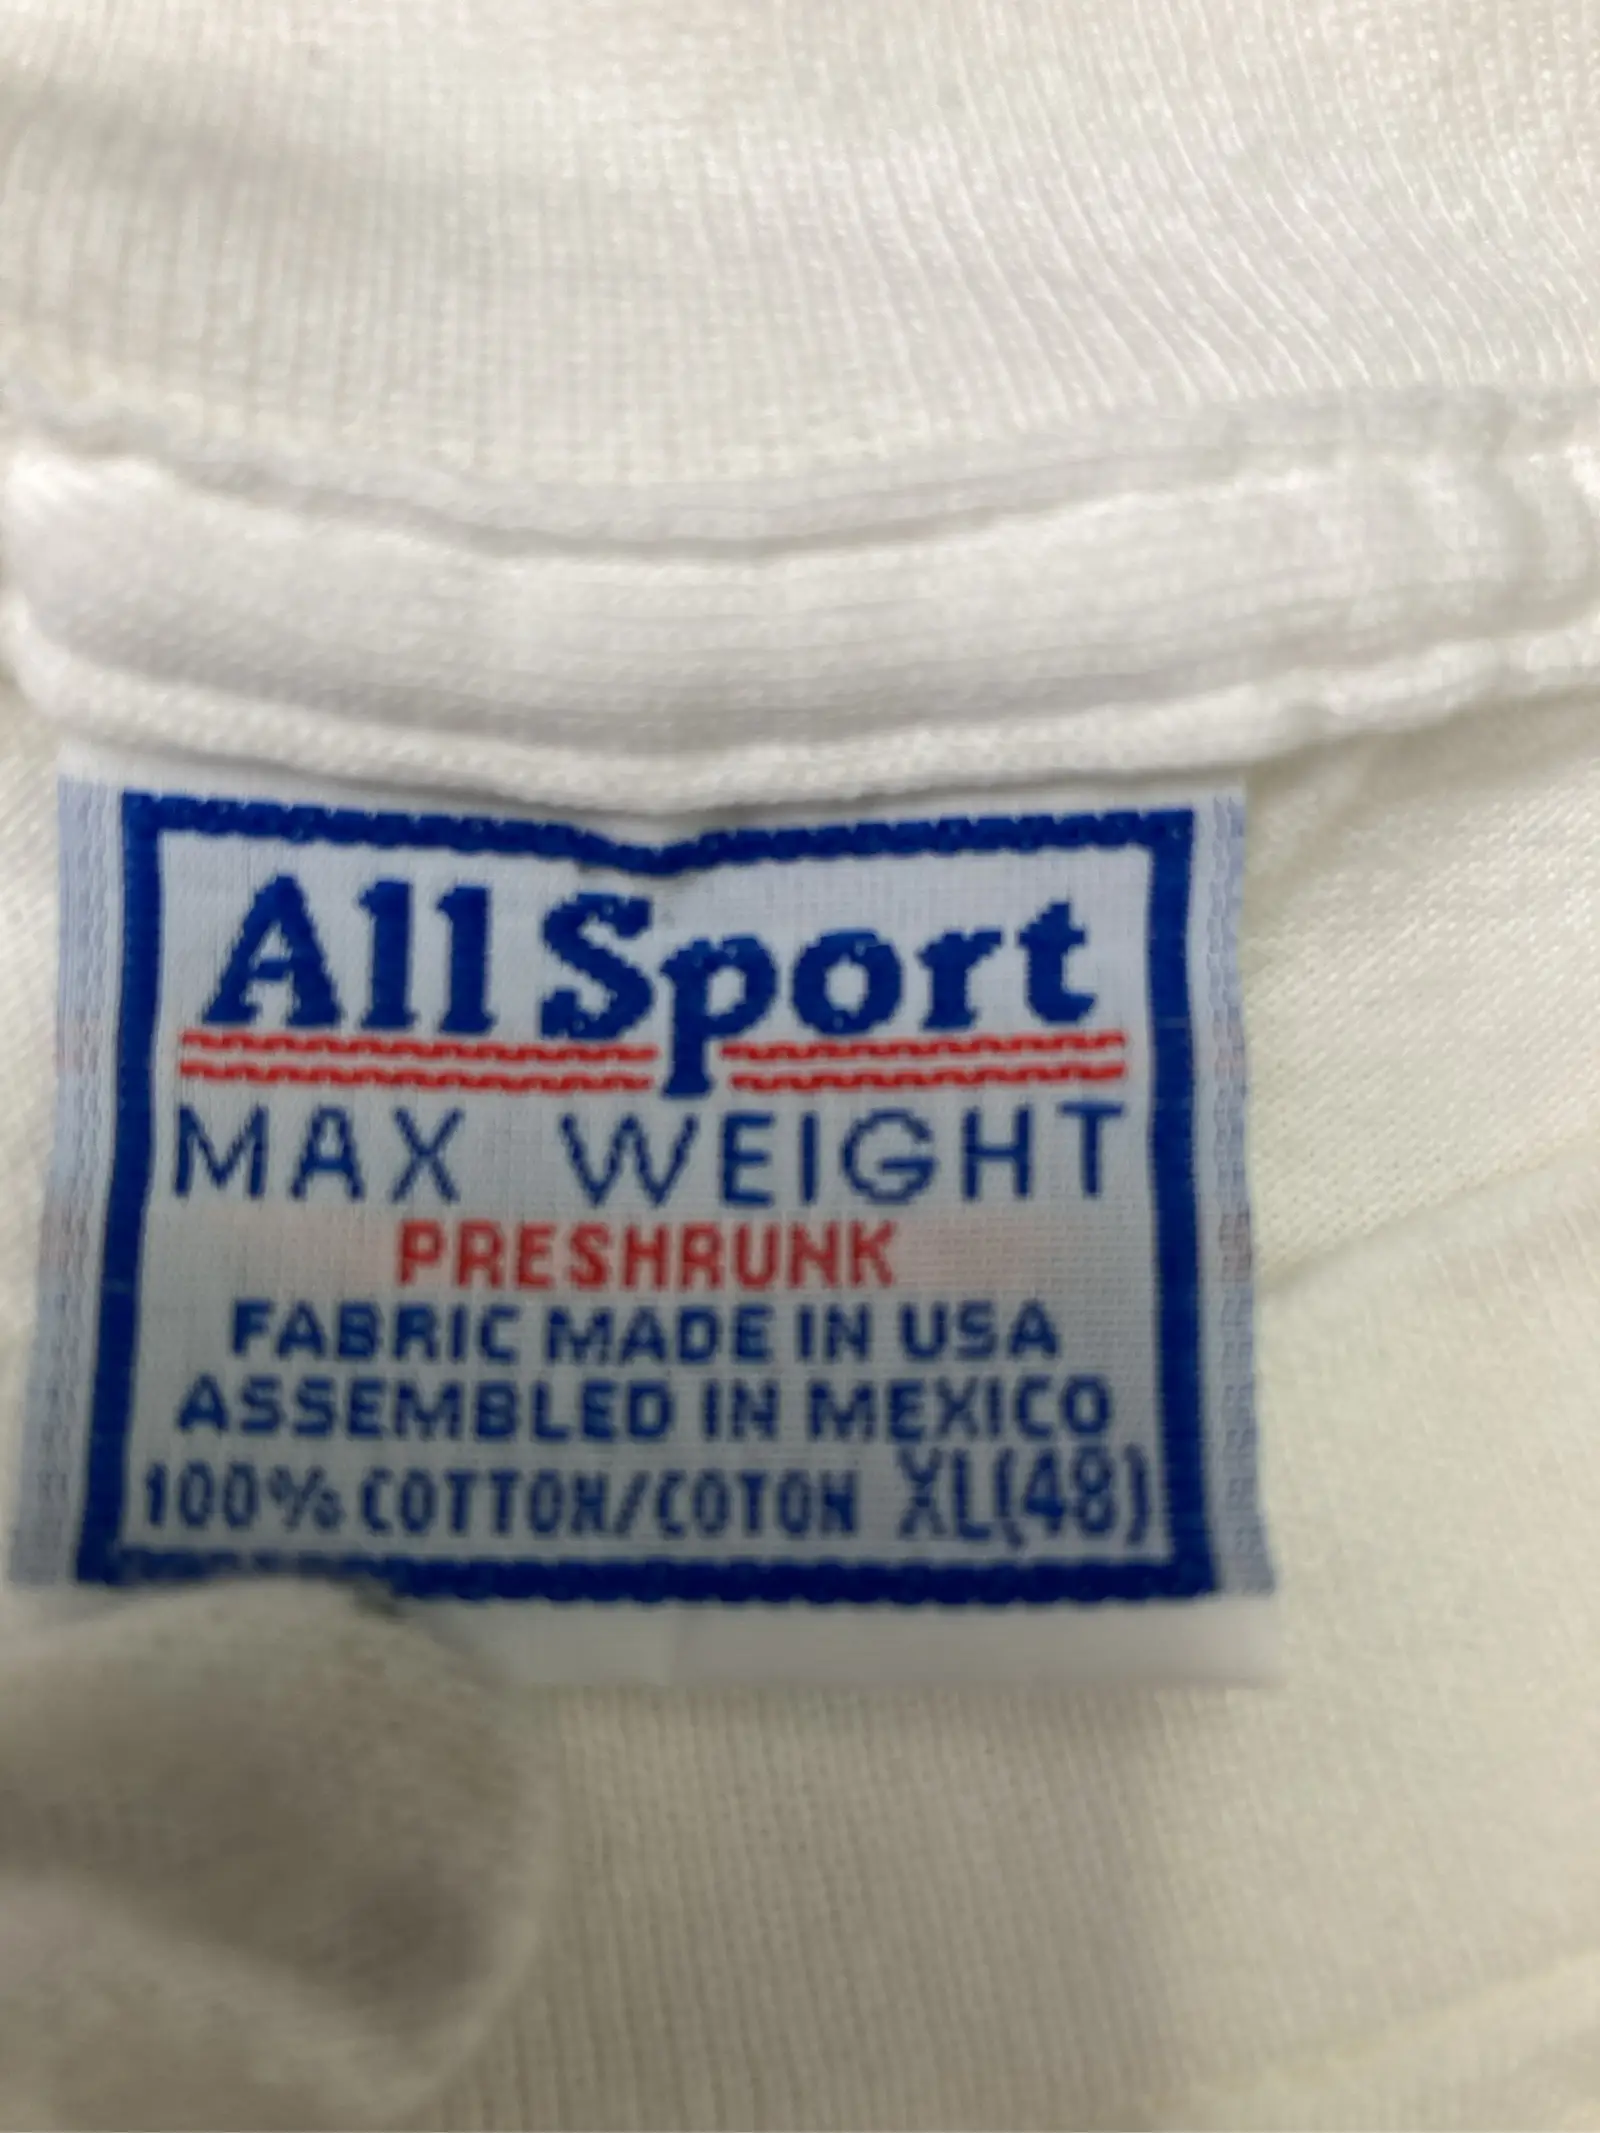 All Sport
MAX WEIGHT
PRESHRUNK
FABRIC MADE IN USA
ASSEMBLED IN MEXICO
100% COTTON/COTON XL(48)